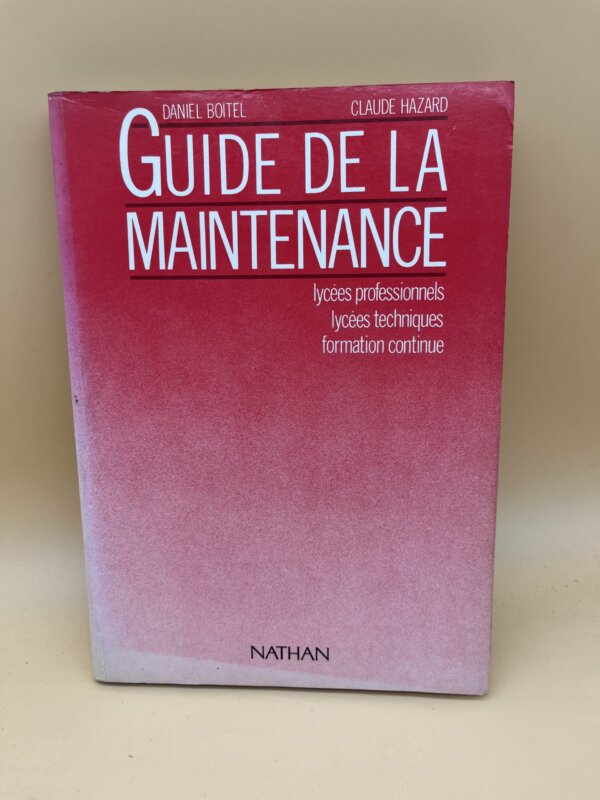 DANIEL BOITEL CLAUDE HAZARD
GUIDE DE LA
MAINTENANCE
lycées professionnels
lycées techniques
formation continue
NATHAN